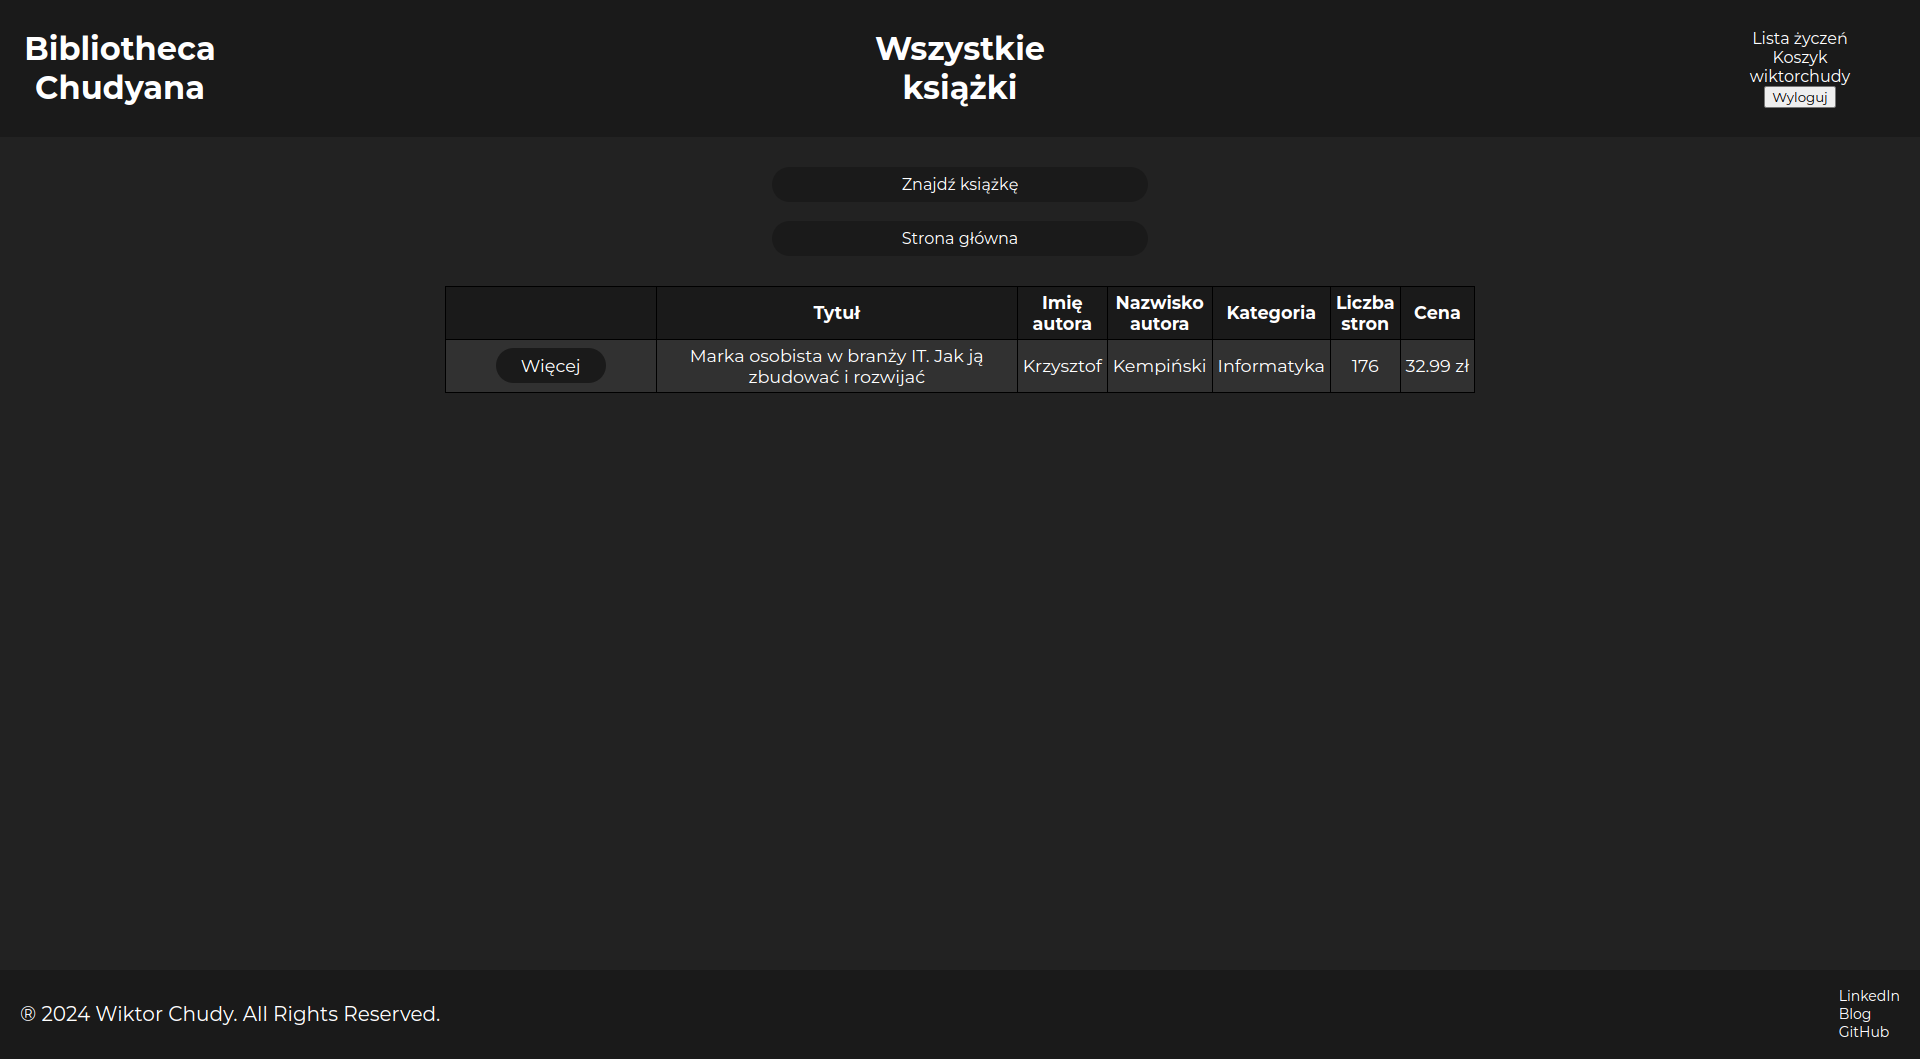 Bibliotheca
Chudyana
Wszystkie
książki
Lista życzeń
Koszyk
wiktorchudy
Wyloguj
Znajdź książkę
Strona główna
Tytuł Imię autora Nazwisko autora Kategoria Liczba stron Cena
Więcej Marka osobista w branży IT. Jak ją zbudować i rozwijać Krzysztof Kempiński Informatyka 176 32.99 zł
® 2024 Wiktor Chudy. All Rights Reserved.
LinkedIn
Blog
GitHub